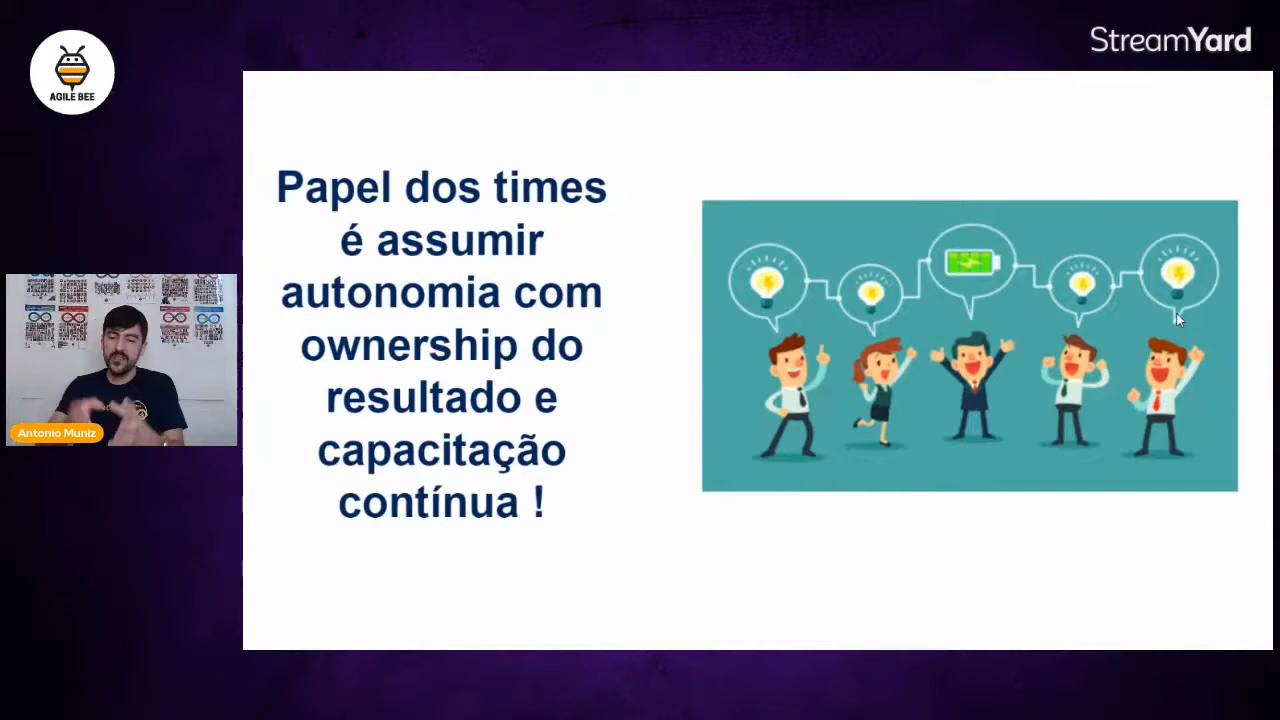 AGILE BEE
StreamYard
Papel dos times
é assumir
autonomia com
ownership do
resultado e
capacitação
contínua !
Antonio Muniz